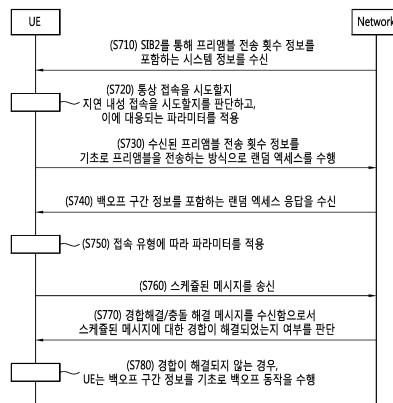 UE
Network
(S710) SIB2를 통해 프리앰블 전송 횟수 정보를
포함하는 시스템 정보를 수신
(S720) 통상 접속을 시도할지
지연 내성 접속을 시도할지를 판단하고,
이에 대응되는 파라미터를 적용
(S730) 수신된 프리앰블 전송 횟수 정보를
기초로 프리앰블을 전송하는 방식으로 랜덤 엑세스를 수행
(S740) 백오프 구간 정보를 포함하는 랜덤 엑세스 응답을 수신
(S750) 접속 유형에 따라 파라미터를 적용
(S760) 스케쥴된 메시지를 송신
(S770) 경합해결/충돌 해결 메시지를 수신함으로서
스케쥴된 메시지에 대한 경합이 해결되었는지 여부를 판단
(S780) 경합이 해결되지 않는 경우,
UE는 백오프 구간 정보를 기초로 백오프 동작을 수행